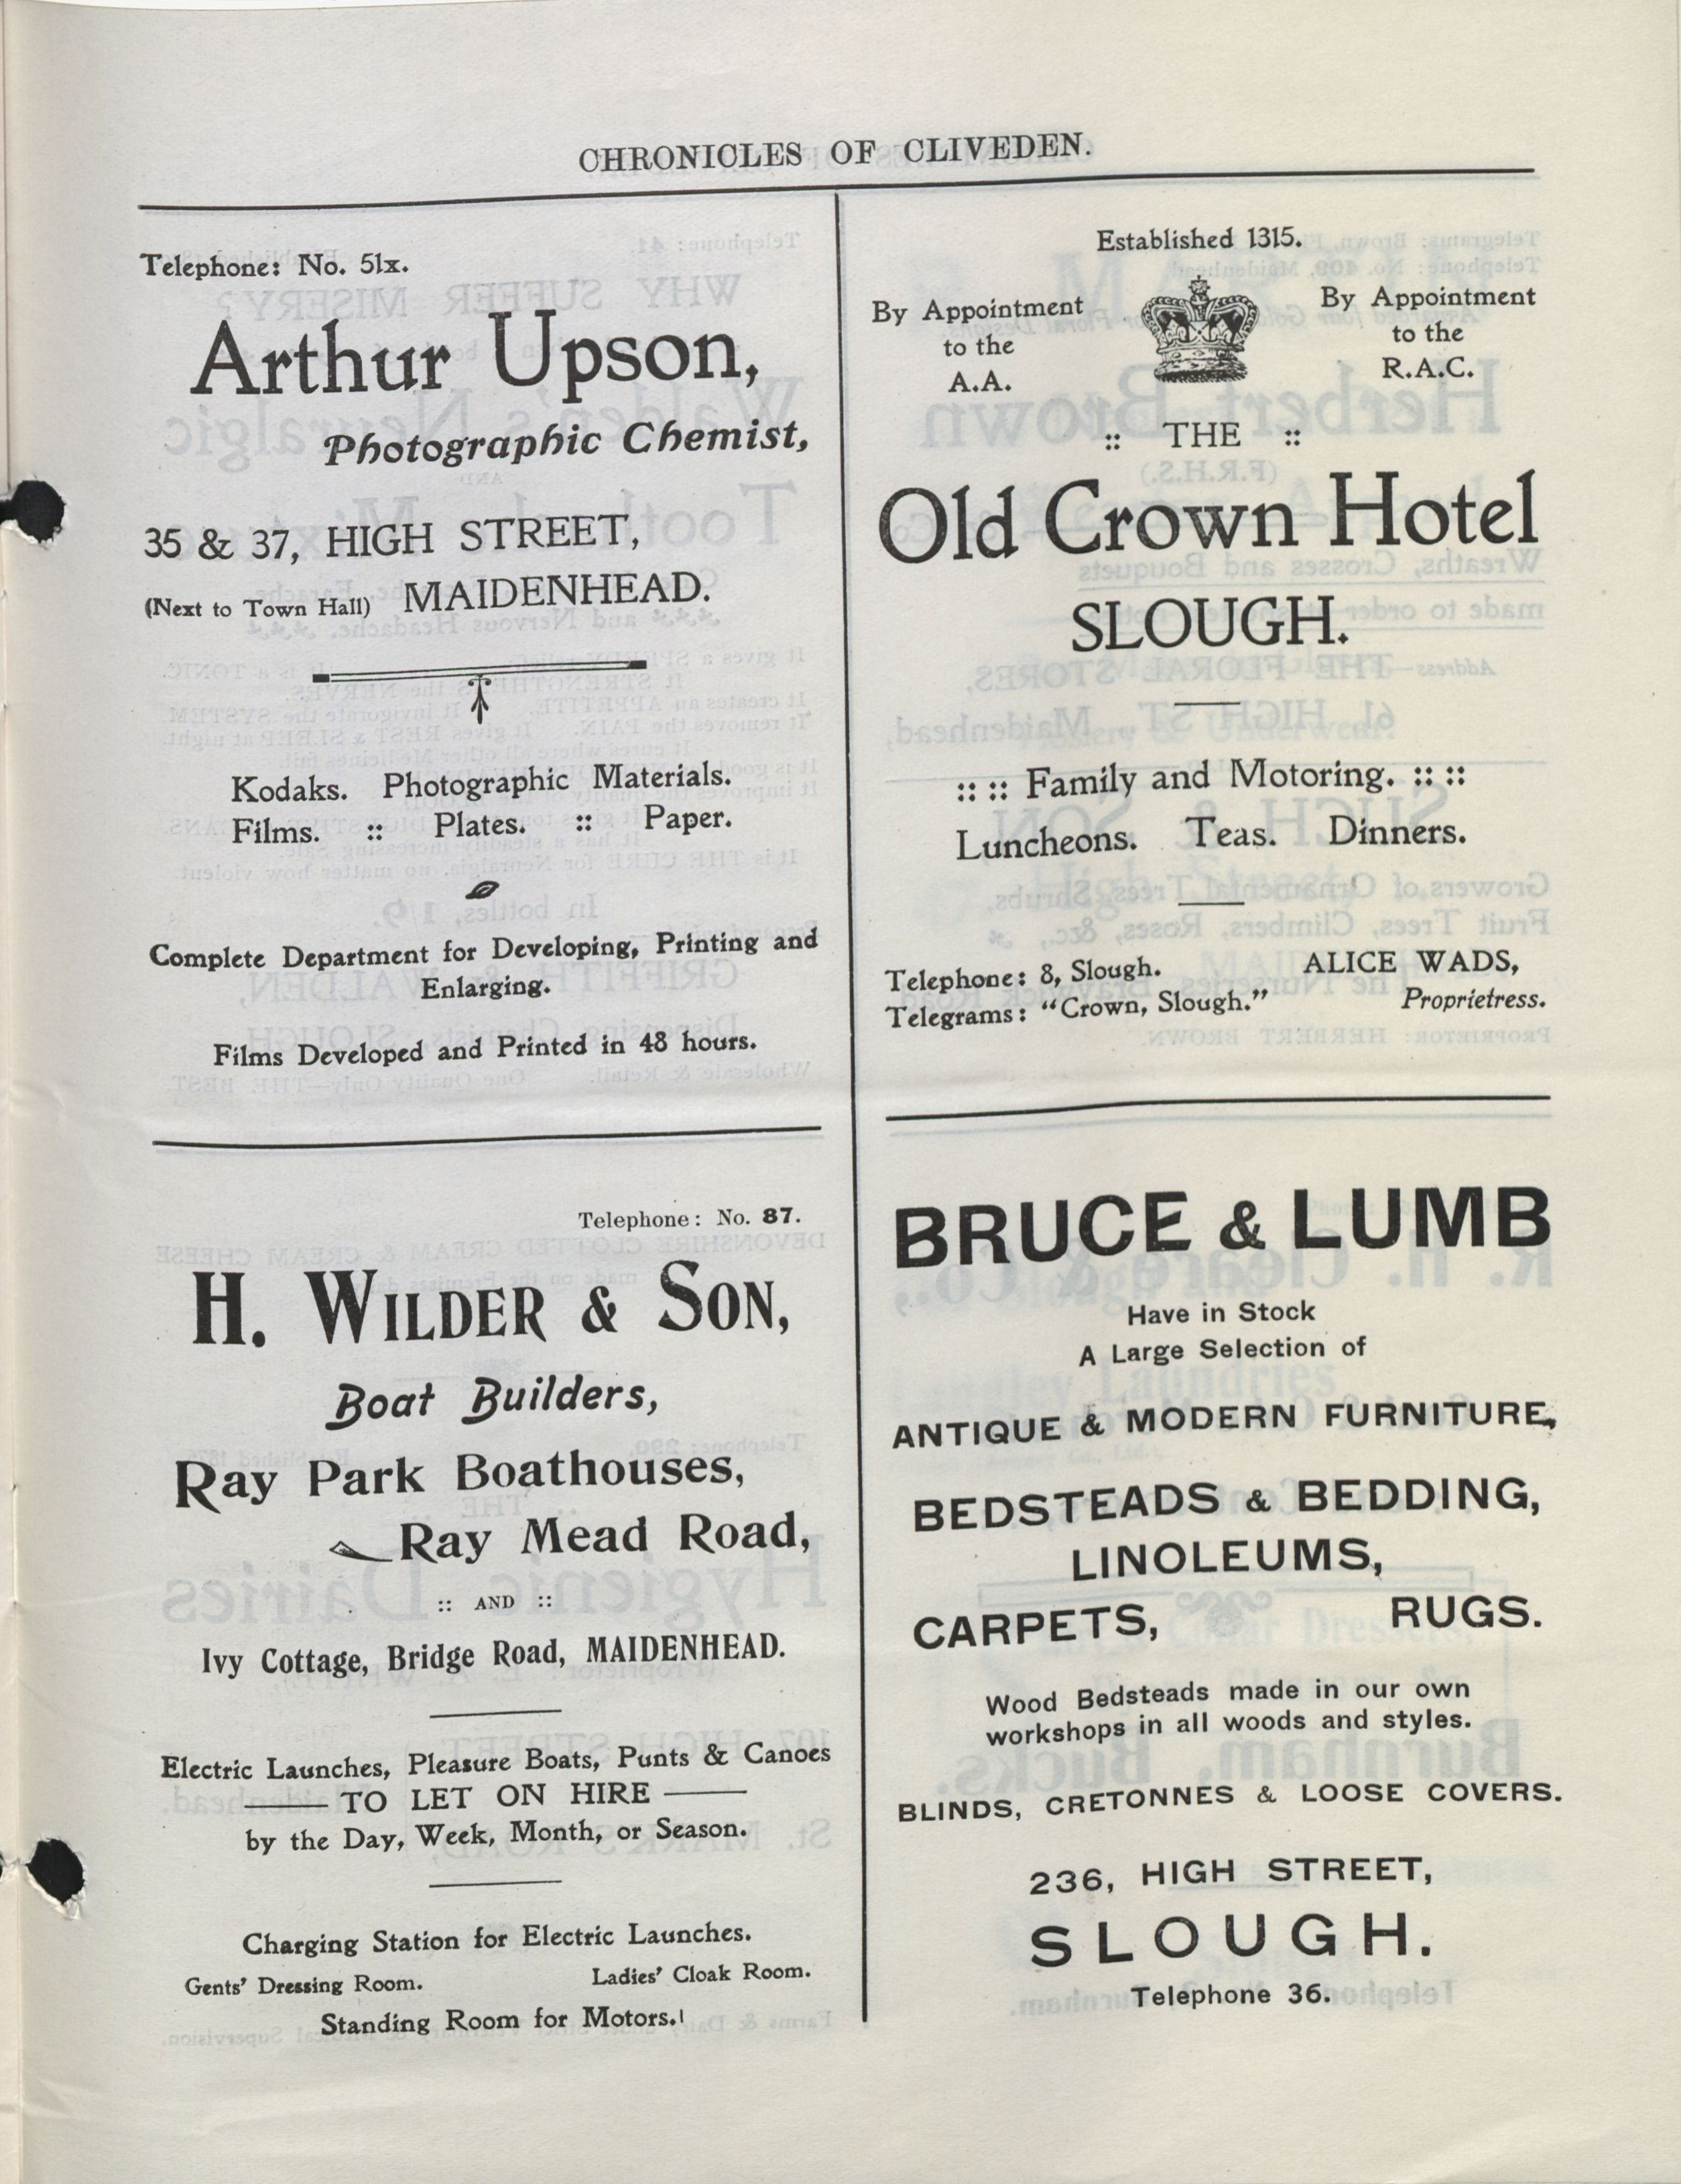 CHRONICLES OF CLIVEDEN.
Telephone: No. 51x.
Arthur Upson,
Photographic Chemist,
35 & 37, HIGH STREET,
(Next to Town Hall) MAIDENHEAD.
Kodaks. Photographic Materials.
Films. :: Plates. :: Paper.
Complete Department for Developing, Printing and
Enlarging.
Films Developed and Printed in 48 hours.
Established 1315.
By Appointment
to the
A.A.
By Appointment
to the
R.A.C.
:: THE ::
Old Crown Hotel
SLOUGH.
:: :: Family and Motoring. :: ::
Luncheons. Teas. Dinners.
Telephone: 8, Slough.
Telegrams: "Crown, Slough."
ALICE WADS,
Proprietress.
Telephone: No. 87.
H. WILDER & SON,
Boat Builders,
Ray Park Boathouses,
Ray Mead Road,
:: AND ::
Ivy Cottage, Bridge Road, MAIDENHEAD.
Electric Launches, Pleasure Boats, Punts & Canoes
—— TO LET ON HIRE ——
by the Day, Week, Month, or Season.
Charging Station for Electric Launches.
Gents' Dressing Room. Ladies' Cloak Room.
Standing Room for Motors.
BRUCE & LUMB
Have in Stock
A Large Selection of
ANTIQUE & MODERN FURNITURE,
BEDSTEADS & BEDDING,
LINOLEUMS,
CARPETS, RUGS.
Wood Bedsteads made in our own
workshops in all woods and styles.
BLINDS, CRETONNES & LOOSE COVERS.
236, HIGH STREET,
SLOUGH.
Telephone 36.